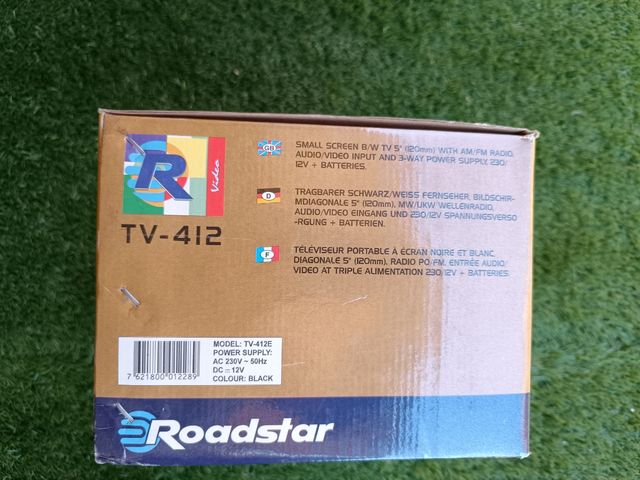 R
Video
TV-412
GB
SMALL SCREEN B/W TV 5" (120mm) WITH AM/FM RADIO,
AUDIO/VIDEO INPUT AND 3-WAY POWER SUPPLY, 230/
12V + BATTERIES.
D
TRAGBARER SCHWARZ/WEISS FERNSEHER, BILDSCHIR-
MDIAGONALE 5" (120mm), MW/UKW WELLENRADIO,
AUDIO/VIDEO EINGANG UND 230/12V SPANNUNGSVERSO
-RGUNG + BATTERIEN.
F
TÉLÉVISEUR PORTABLE À ÉCRAN NOIRE ET BLANC,
DIAGONALE 5" (120mm), RADIO PO/FM, ENTRÉE AUDIO/
VIDEO AT TRIPLE ALIMENTATION 230/12V + BATTERIES.
MODEL: TV-412E
POWER SUPPLY:
AC 230V ~ 50Hz
DC ⎓ 12V
COLOUR: BLACK
7 621800 012289
Roadstar